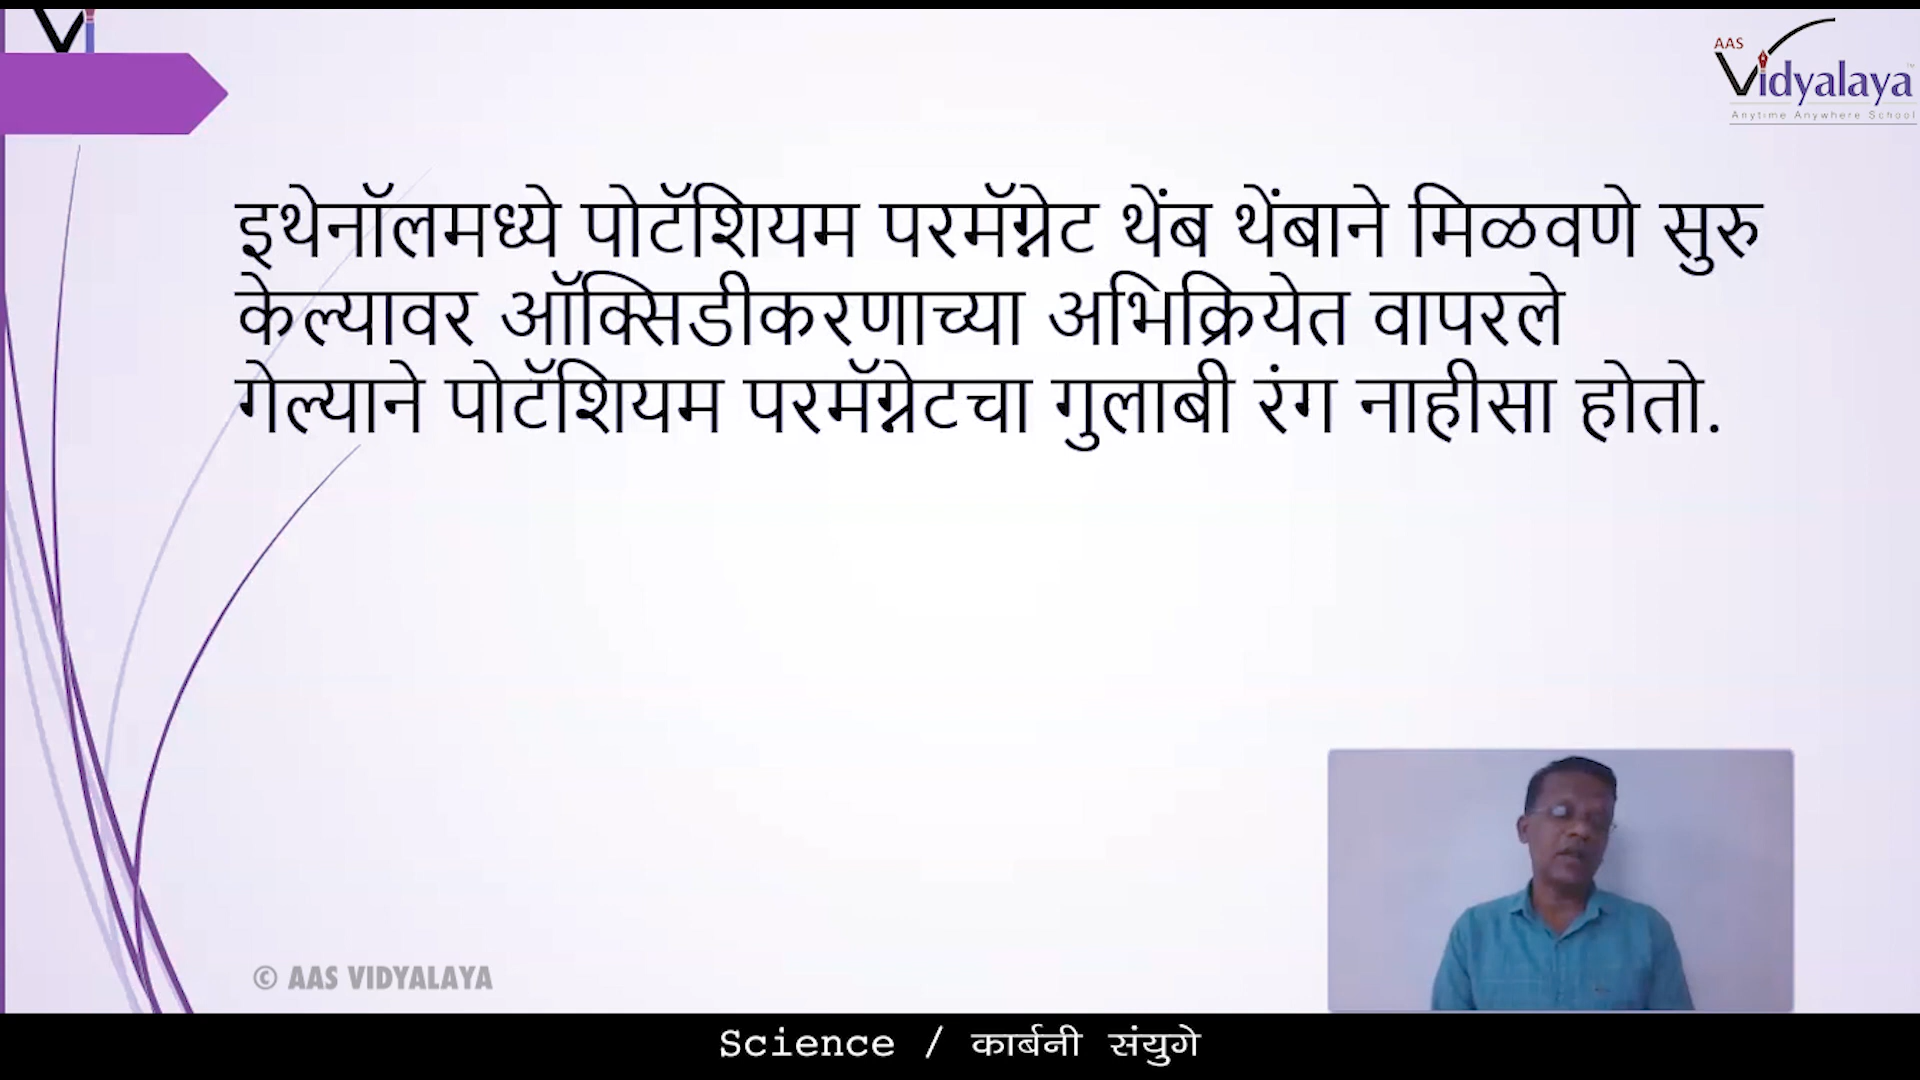 Vi
AAS
Vidyalaya
Anytime Anywhere School
इथेनॉलमध्ये पोटॅशियम परमॅग्नेट थेंब थेंबाने मिळवणे सुरु
केल्यावर ऑक्सिडीकरणाच्या अभिक्रियेत वापरले
गेल्याने पोटॅशियम परमॅग्नेटचा गुलाबी रंग नाहीसा होतो.
© AAS VIDYALAYA
Science / कार्बनी संयुगे